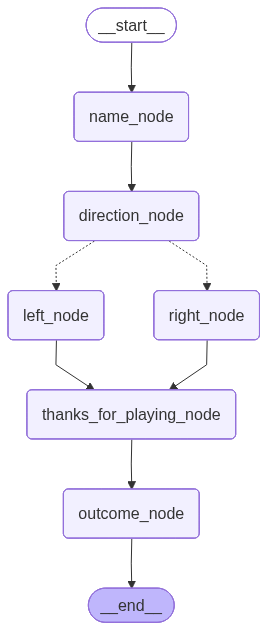 __start__
name_node
direction_node
left_node
right_node
thanks_for_playing_node
outcome_node
__end__